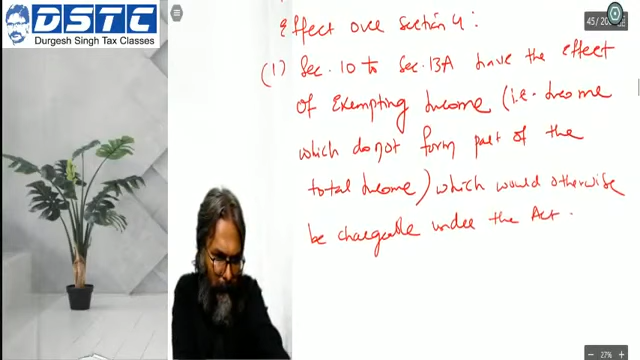 DSTC
Durgesh Singh Tax Classes
45/20
Effect over Section 4:
(1) Sec. 10 to Sec. 13A have the effect
of Exempting Income (i.e. Income
which do not form part of the
total Income) which would otherwise
be chargeable under the Act.
27%